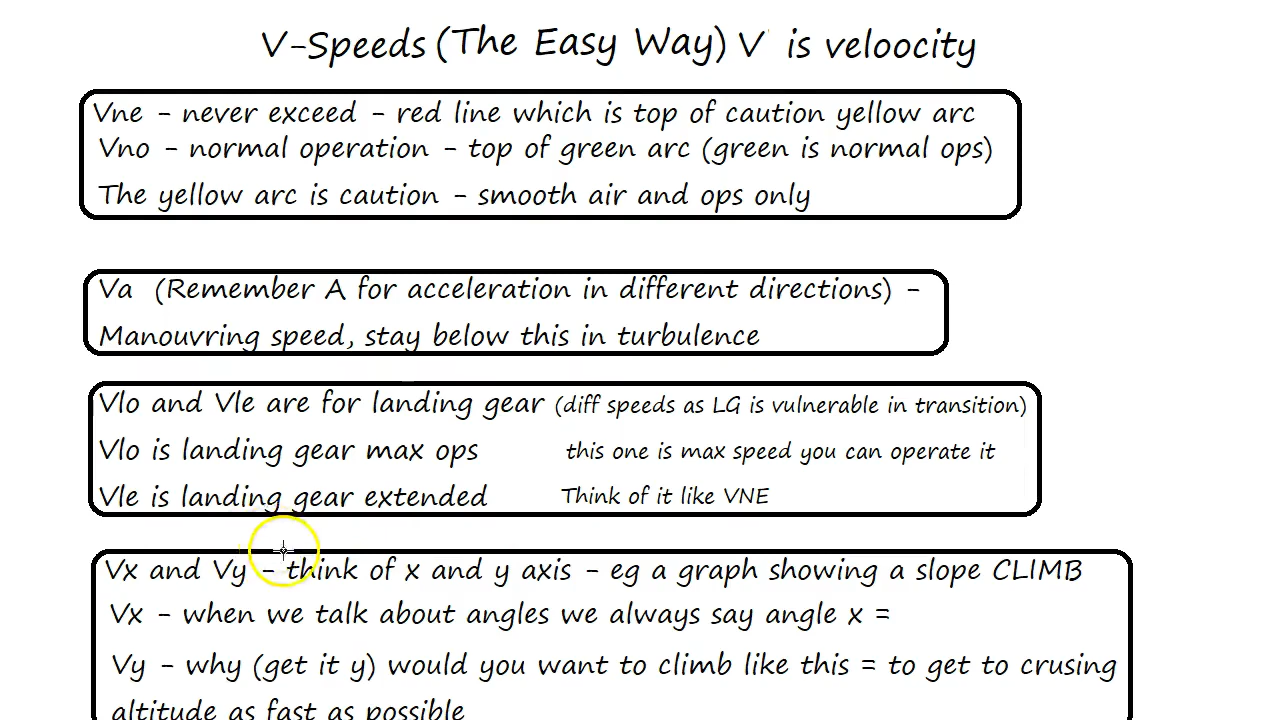 V-Speeds (The Easy Way) V is veloocity
Vne - never exceed - red line which is top of caution yellow arc
Vno - normal operation - top of green arc (green is normal ops)
The yellow arc is caution - smooth air and ops only
Va (Remember A for acceleration in different directions) -
Manouvring speed, stay below this in turbulence
Vlo and Vle are for landing gear (diff speeds as LG is vulnerable in transition)
Vlo is landing gear max ops this one is max speed you can operate it
Vle is landing gear extended Think of it like VNE
Vx and Vy - think of x and y axis - eg a graph showing a slope CLIMB
Vx - when we talk about angles we always say angle x =
Vy - why (get it y) would you want to climb like this = to get to crusing
altitude as fast as possible